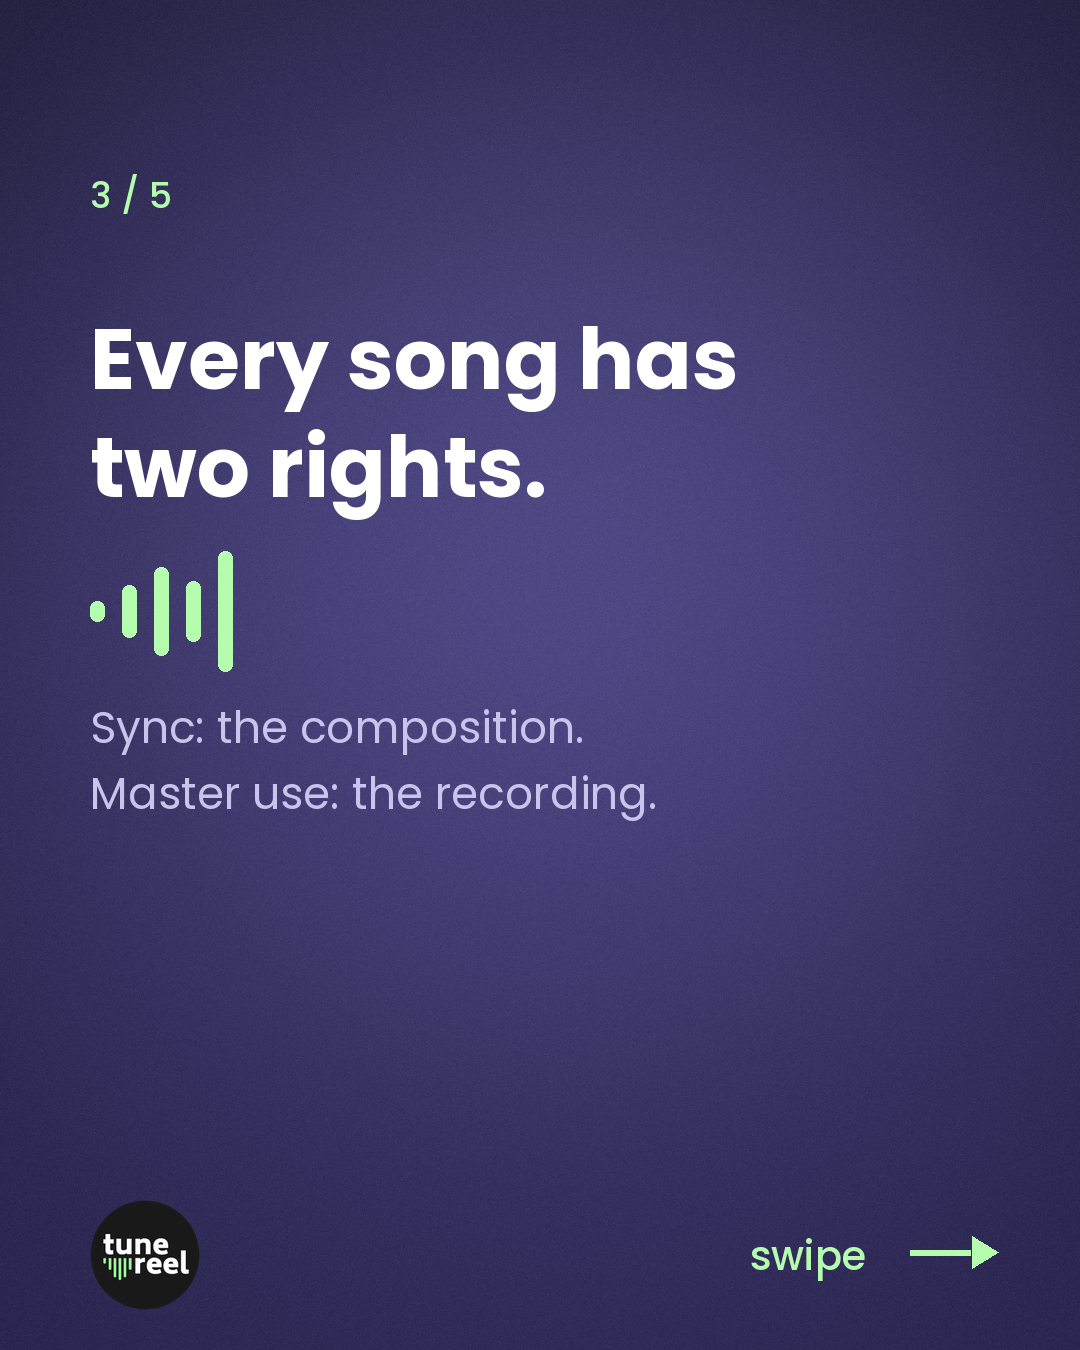 3 / 5
Every song has
two rights.
Sync: the composition.
Master use: the recording.
tune
reel
swipe